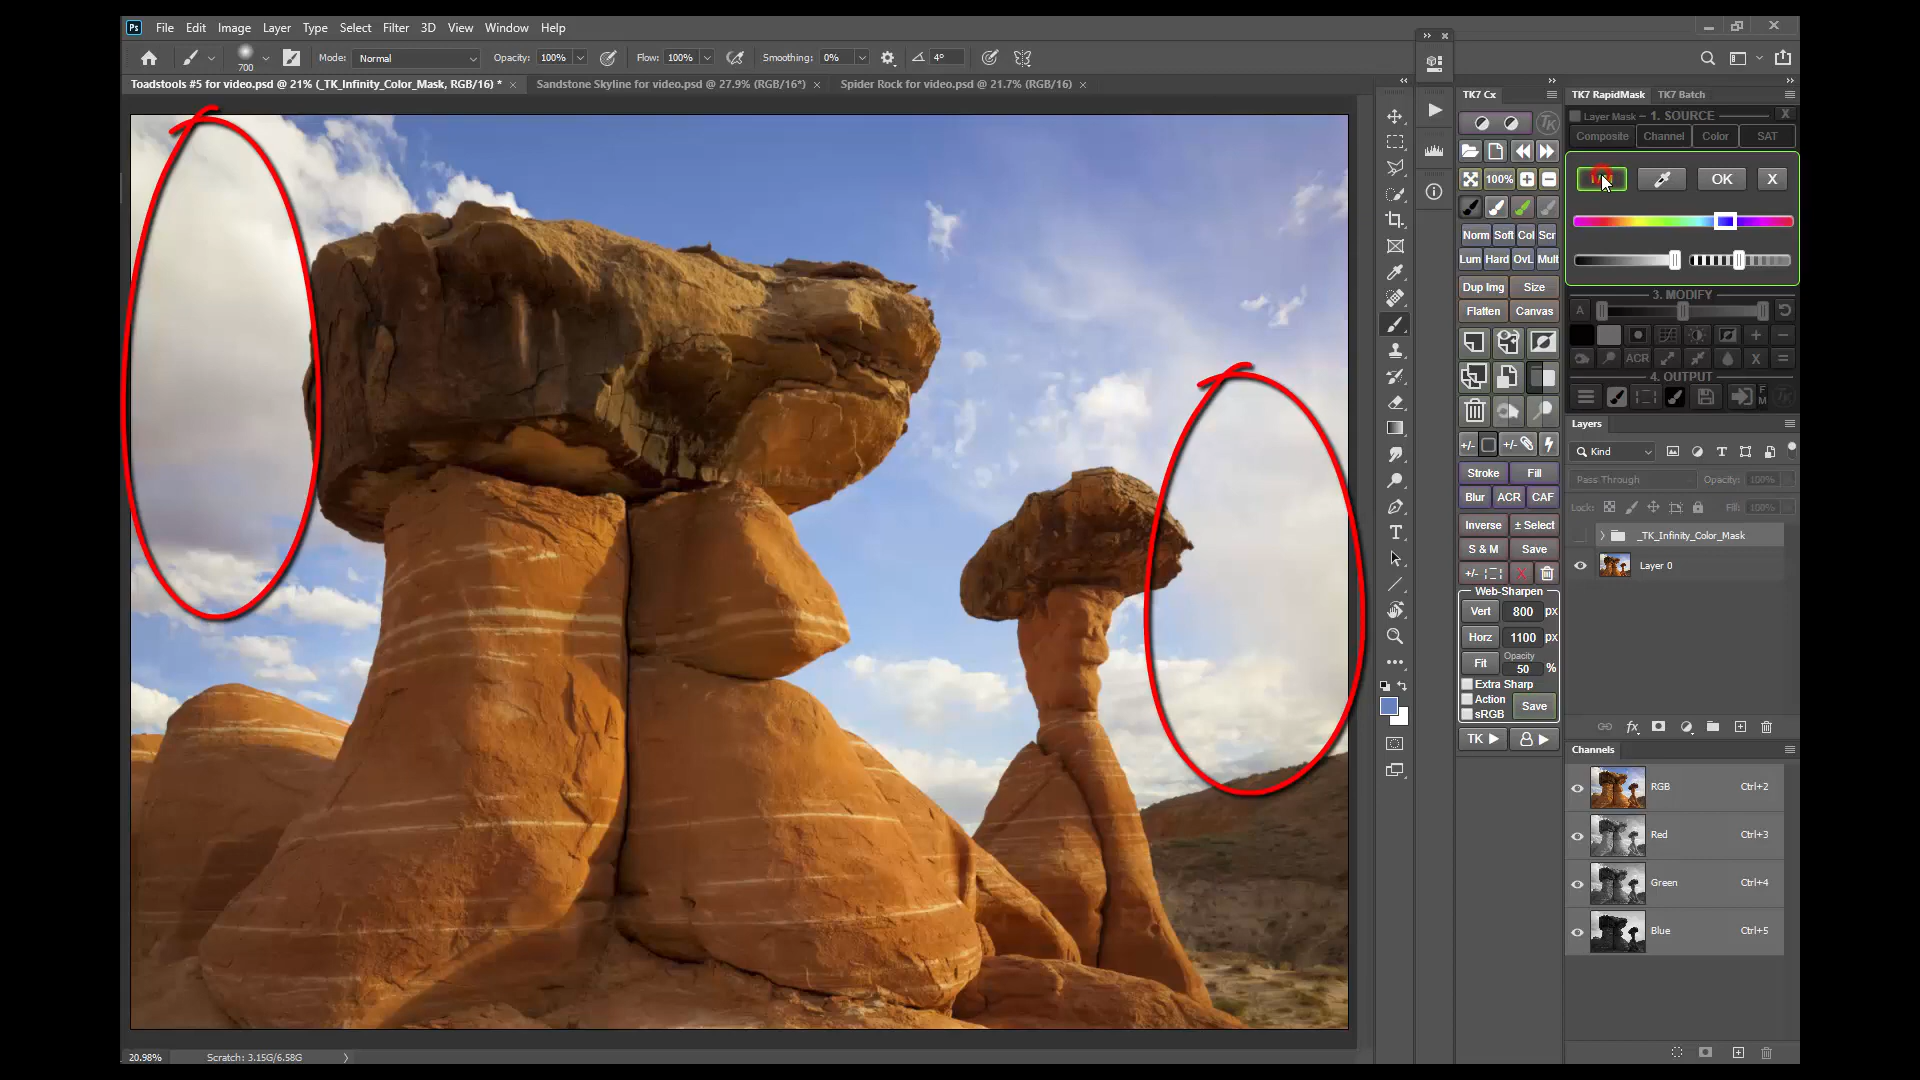 Ps File Edit Image Layer Type Select Filter 3D View Window Help
700 Mode: Normal Opacity: 100% Flow: 100% Smoothing: 0% 4°
Toadstools #5 for video.psd @ 21% (_TK_Infinity_Color_Mask, RGB/16) * × Sandstone Skyline for video.psd @ 27.9% (RGB/16*) × Spider Rock for video.psd @ 21.7% (RGB/16) ×
TK7 Cx
TK
100%
Norm Soft Col Scr
Lum Hard OvL Mult
Dup Img Size
Flatten Canvas
+/- +/-
Stroke Fill
Blur ACR CAF
Inverse ± Select
S & M Save
+/- X
Web-Sharpen
Vert 800 px
Horz 1100 px
Fit Opacity 50 %
Extra Sharp
Action
sRGB
Save
TK
TK7 RapidMask TK7 Batch
Layer Mask – 1. SOURCE X
Composite Channel Color SAT
OK X
3. MODIFY
A
+ −
ACR X =
4. OUTPUT
F M TK
Layers
Kind T
Pass Through Opacity: 100%
Lock: Fill: 100%
_TK_Infinity_Color_Mask
Layer 0
fx
Channels
RGB Ctrl+2
Red Ctrl+3
Green Ctrl+4
Blue Ctrl+5
20.98% Scratch: 3.15G/6.58G